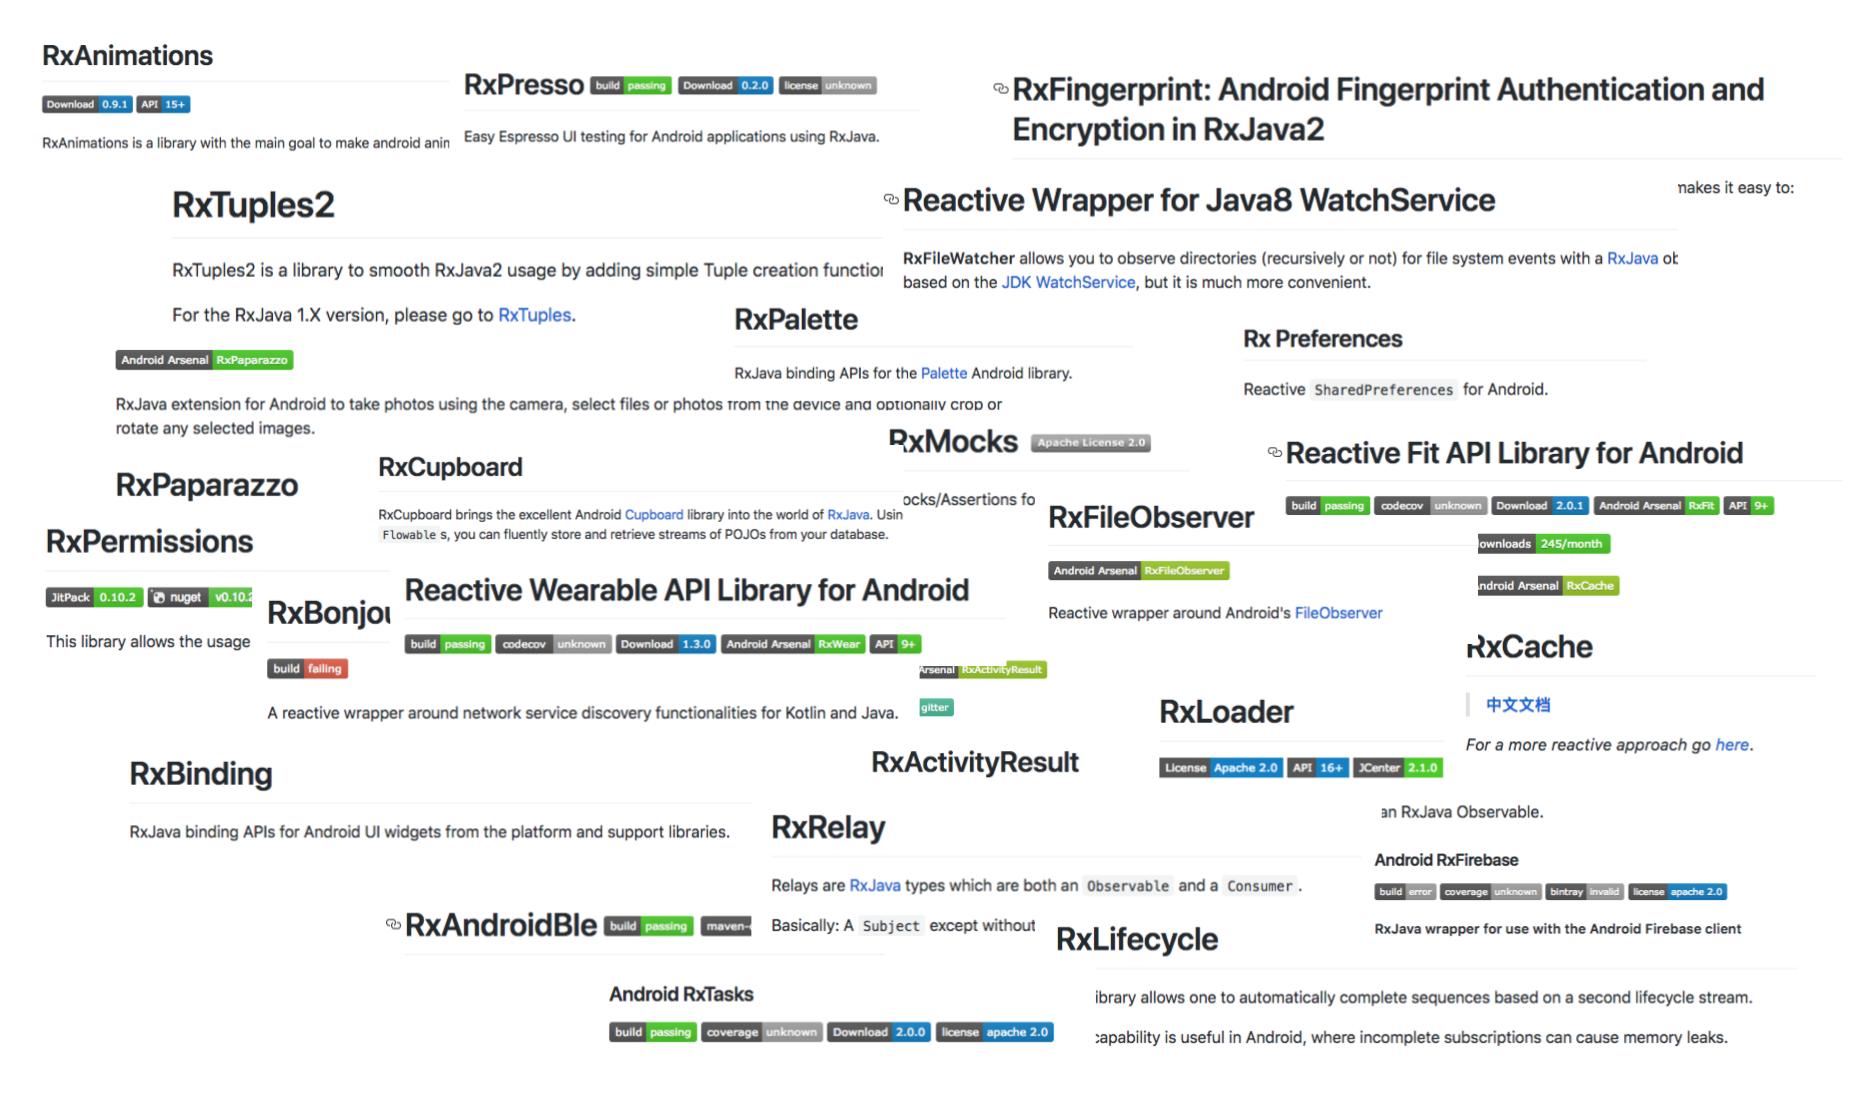 RxAnimations
Download 0.9.1 API 15+
RxAnimations is a library with the main goal to make android
RxPresso build passing Download 0.2.0 license unknown
Easy Espresso UI testing for Android applications using RxJava.
RxFingerprint: Android Fingerprint Authentication and
Encryption in RxJava2
makes it easy to:
RxTuples2
RxTuples2 is a library to smooth RxJava2 usage by adding simple Tuple creation
For the RxJava 1.X version, please go to RxTuples.
Reactive Wrapper for Java8 WatchService
RxFileWatcher allows you to observe directories (recursively or not) for file system events with a RxJava ob
based on the JDK WatchService, but it is much more convenient.
RxPalette
RxJava binding APIs for the Palette Android library.
Rx Preferences
Reactive SharedPreferences for Android.
Android Arsenal RxPaparazzo
RxJava extension for Android to take photos using the camera, select files or photos from the device and optionally crop or
rotate any selected images.
RxPaparazzo
RxCupboard
RxCupboard brings the excellent Android Cupboard library into the world of RxJava. Usin
Flowable s, you can fluently store and retrieve streams of POJOs from your database.
RxMocks Apache License 2.0
ocks/Assertions fo
Reactive Fit API Library for Android
build passing codecov unknown Download 2.0.1 Android Arsenal RxFit API 9+
RxPermissions
JitPack 0.10.2 nuget v0.10.2
This library allows the usage
RxBonjou
build failing
A reactive wrapper around network service discovery functionalities for Kotlin and Java.
Reactive Wearable API Library for Android
build passing codecov unknown Download 1.3.0 Android Arsenal RxWear API 9+
RxFileObserver
Android Arsenal RxFileObserver
Reactive wrapper around Android's FileObserver
ownloads 245/month
ndroid Arsenal RxCache
RxCache
中文文档
For a more reactive approach go here.
Arsenal RxActivityResult
gitter
RxActivityResult
RxLoader
License Apache 2.0 API 16+ JCenter 2.1.0
RxBinding
RxJava binding APIs for Android UI widgets from the platform and support libraries.
RxRelay
Relays are RxJava types which are both an Observable and a Consumer .
Basically: A Subject except without
an RxJava Observable.
Android RxFirebase
build error coverage unknown bintray invalid license apache 2.0
RxJava wrapper for use with the Android Firebase client
RxAndroidBle build passing maven-
RxLifecycle
ibrary allows one to automatically complete sequences based on a second lifecycle stream.
capability is useful in Android, where incomplete subscriptions can cause memory leaks.
Android RxTasks
build passing coverage unknown Download 2.0.0 license apache 2.0